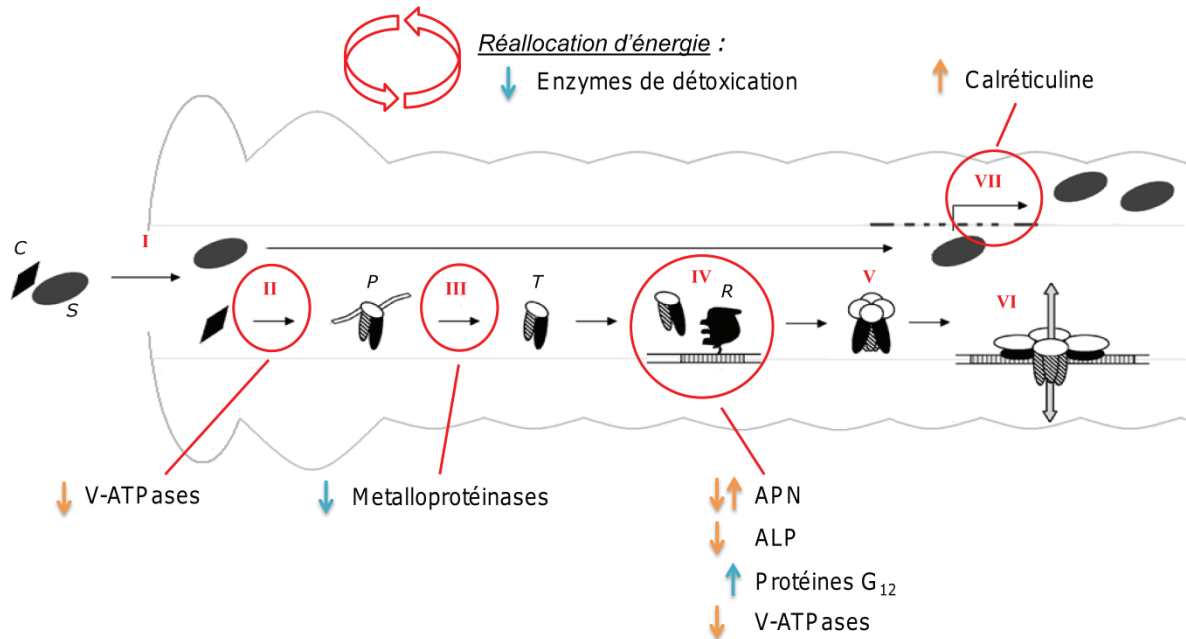 Réallocation d'énergie :
Enzymes de détoxication
Calréticuline
VII
C
I
S
II
P
III
T
IV
R
V
VI
V-ATPases
Metalloprotéinases
APN
ALP
Protéines G₁₂
V-ATPases